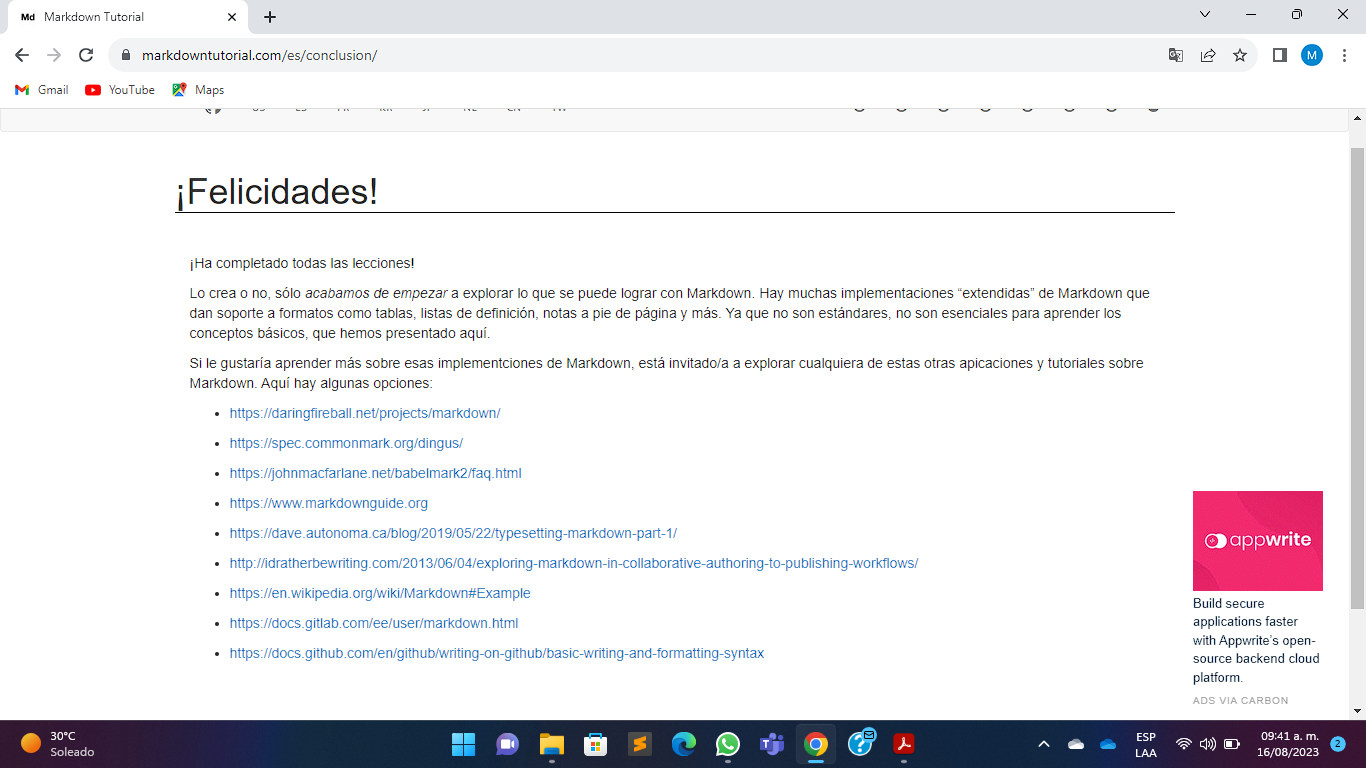 Md Markdown Tutorial
markdowntutorial.com/es/conclusion/
M
Gmail YouTube Maps
¡Felicidades!
¡Ha completado todas las lecciones!
Lo crea o no, sólo acabamos de empezar a explorar lo que se puede lograr con Markdown. Hay muchas implementaciones “extendidas” de Markdown que
dan soporte a formatos como tablas, listas de definición, notas a pie de página y más. Ya que no son estándares, no son esenciales para aprender los
conceptos básicos, que hemos presentado aquí.
Si le gustaría aprender más sobre esas implementciones de Markdown, está invitado/a a explorar cualquiera de estas otras apicaciones y tutoriales sobre
Markdown. Aquí hay algunas opciones:
https://daringfireball.net/projects/markdown/
https://spec.commonmark.org/dingus/
https://johnmacfarlane.net/babelmark2/faq.html
https://www.markdownguide.org
https://dave.autonoma.ca/blog/2019/05/22/typesetting-markdown-part-1/
http://idratherbewriting.com/2013/06/04/exploring-markdown-in-collaborative-authoring-to-publishing-workflows/
https://en.wikipedia.org/wiki/Markdown#Example
https://docs.gitlab.com/ee/user/markdown.html
https://docs.github.com/en/github/writing-on-github/basic-writing-and-formatting-syntax
appwrite
Build secure
applications faster
with Appwrite's open-
source backend cloud
platform.
ADS VIA CARBON
30°C
Soleado
ESP
LAA
09:41 a. m.
16/08/2023
2